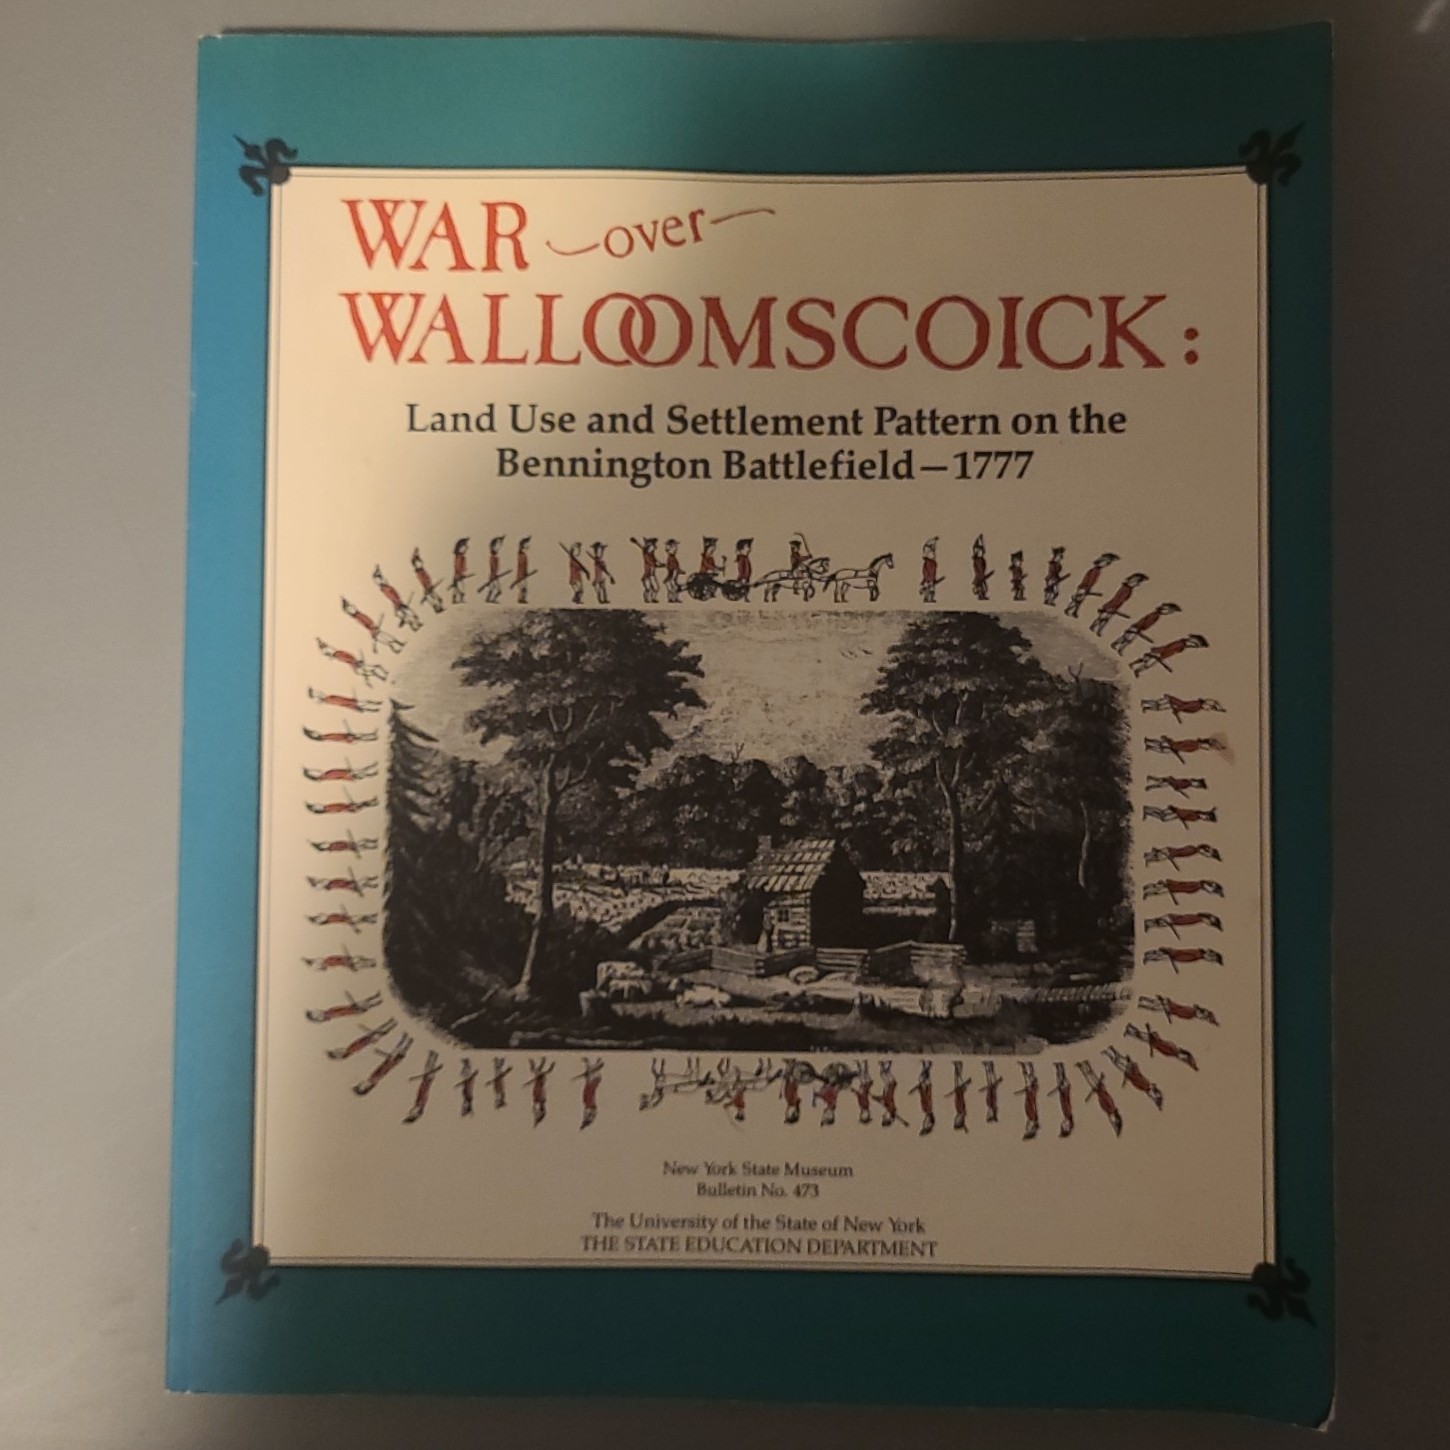 WAR over
WALLOOMSCOICK:
Land Use and Settlement Pattern on the
Bennington Battlefield—1777
New York State Museum
Bulletin No. 473
The University of the State of New York
THE STATE EDUCATION DEPARTMENT